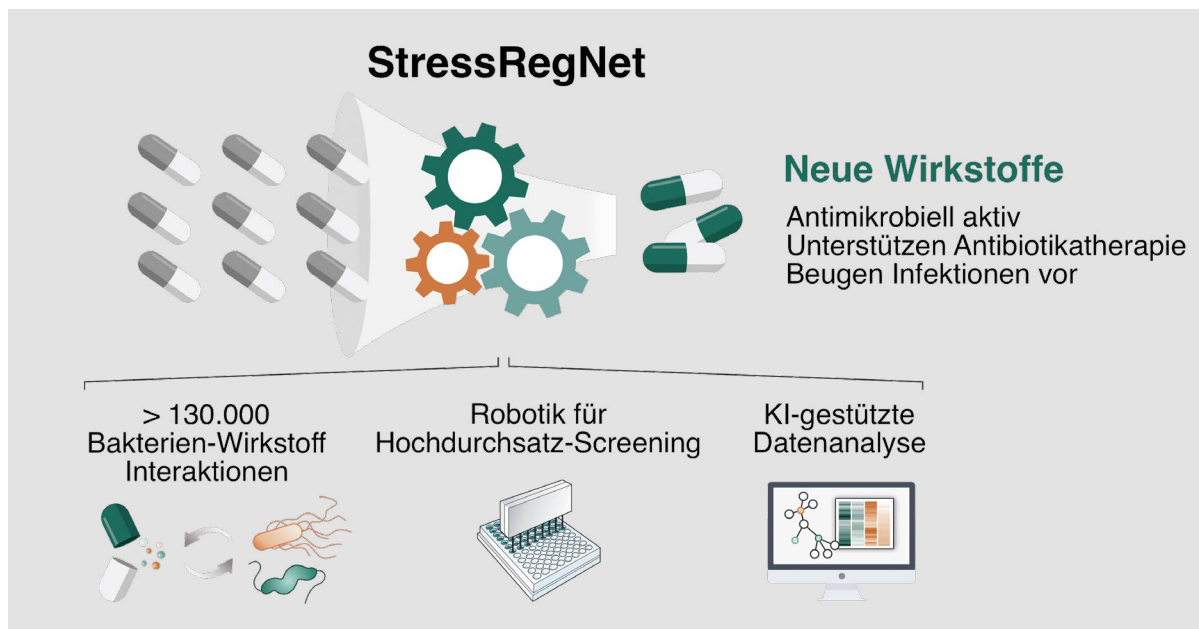 StressRegNet
Neue Wirkstoffe
Antimikrobiell aktiv
Unterstützen Antibiotikatherapie
Beugen Infektionen vor
> 130.000
Bakterien-Wirkstoff
Interaktionen
Robotik für
Hochdurchsatz-Screening
KI-gestützte
Datenanalyse